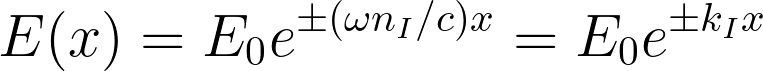 E(x) = E_0 e^{\pm(\omega n_I/c)x} = E_0 e^{\pm k_I x}